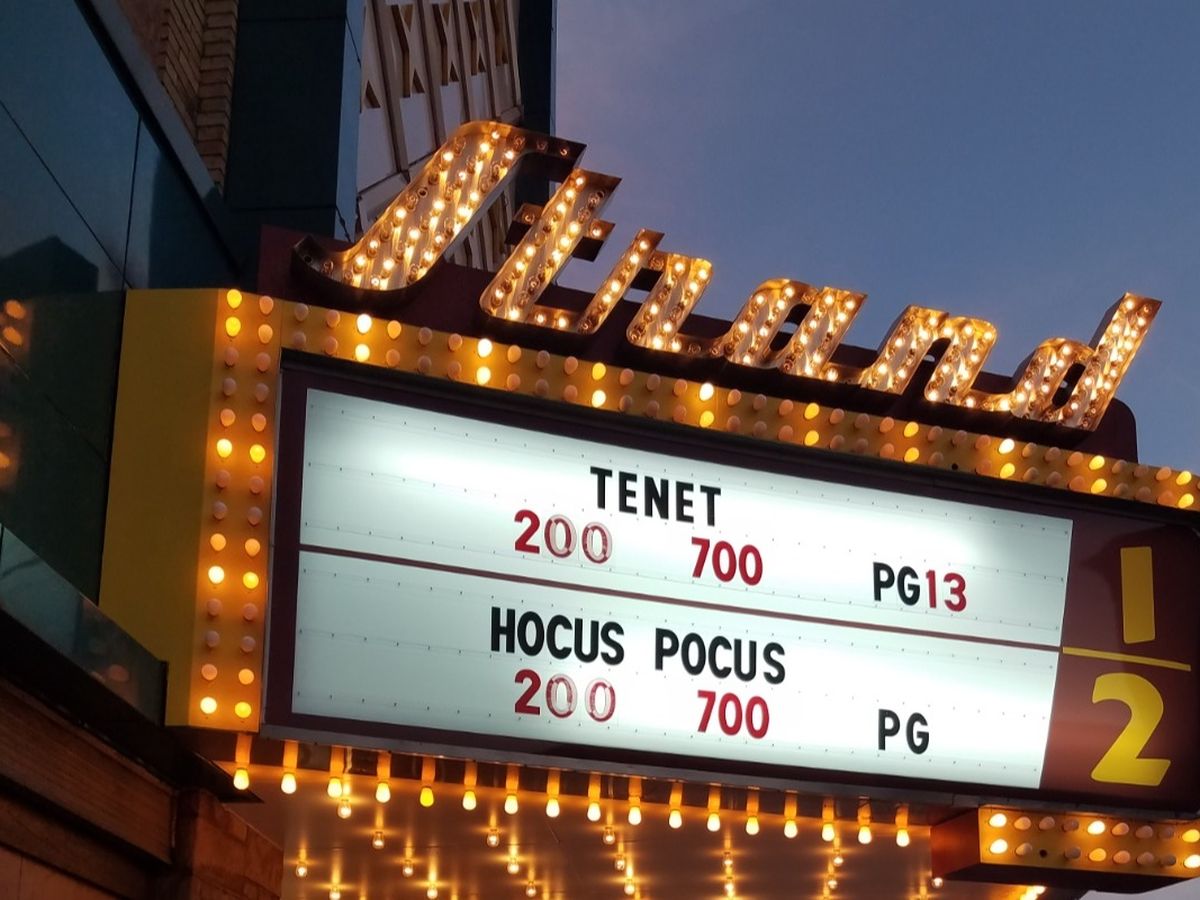 Strand
TENET
200 700 PG13
HOCUS POCUS
200 700 PG
1
2